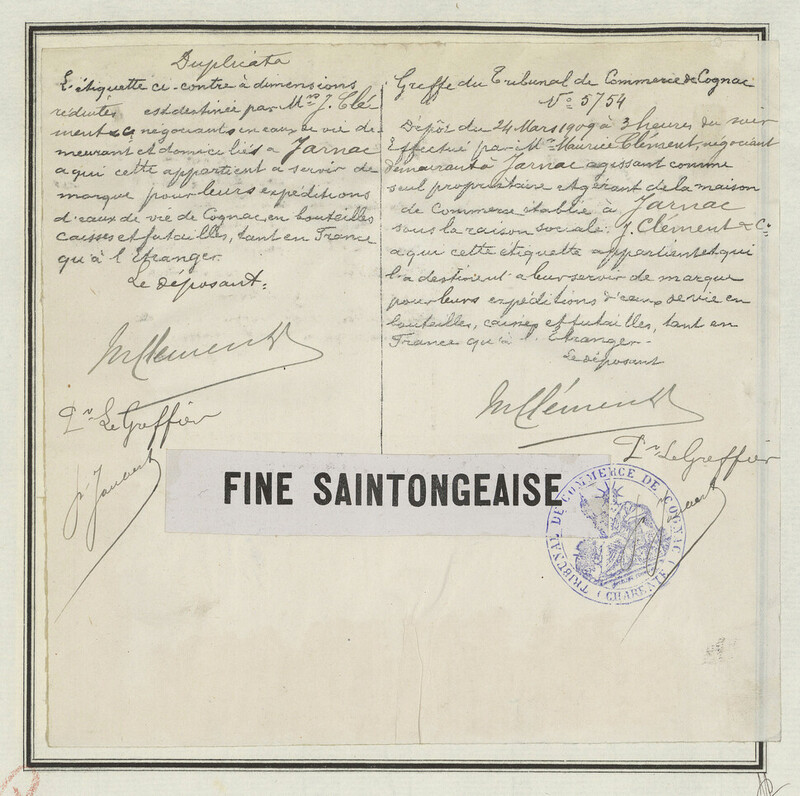 Duplicata
L'étiquette ci-contre à dimensions
réduites est destinée par Mrs J. Clé
ment & Cie négociants en eaux de vie de-
meurant et domiciliés à Jarnac
a qui cette appartient à servir de
marque pour leurs expéditions
d'eaux de vie de Cognac, en bouteilles
caisses et futailles, tant en France
qu'à l'Etranger
Le déposant.
MClément
Pr Le Greffier
Greffe du Tribunal de Commerce de Cognac
No 5754
Dépôt du 24 Mars 1909 à 3 heures du soir
Effectué par Mr Maurice Clément, négociant
demeurant à Jarnac agissant comme
seul propriétaire et gérant de la maison
de Commerce établie à Jarnac
sous la raison sociale: J. Clément & Cie
a qui cette étiquette appartient et qui
la destinent à leur servir de marque
pour leurs expéditions d'eaux de vie en
bouteilles, caisses et futailles, tant en
France qu'à l'Etranger.
Le déposant
MClément
Pr Le Greffier
FINE SAINTONGEAISE
TRIBUNAL DE COMMERCE DE COGNAC
(CHARENTE)